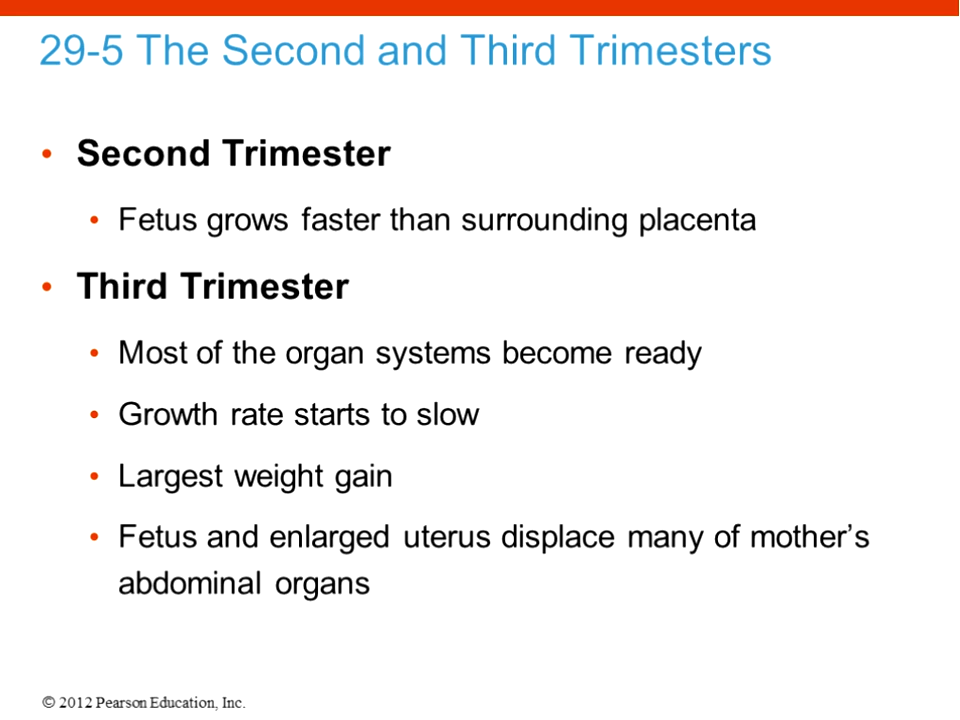 29-5 The Second and Third Trimesters
• Second Trimester
• Fetus grows faster than surrounding placenta
• Third Trimester
• Most of the organ systems become ready
• Growth rate starts to slow
• Largest weight gain
• Fetus and enlarged uterus displace many of mother’s
abdominal organs
© 2012 Pearson Education, Inc.